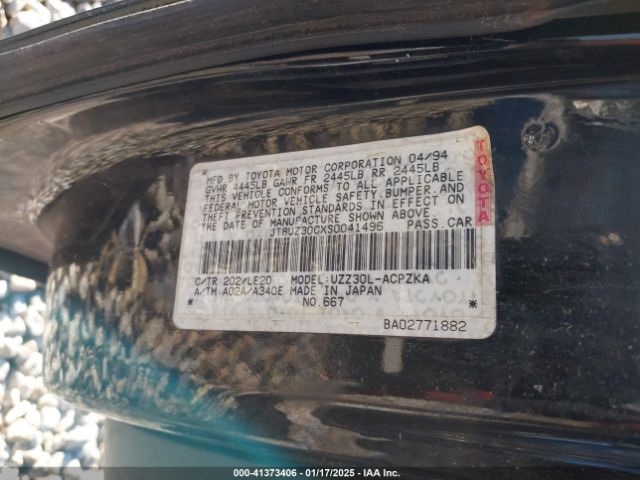 MFD BY TOYOTA MOTOR CORPORATION 04/94
GVWR 4445LB GAWR FR 2445LB RR 2445LB
THIS VEHICLE CONFORMS TO ALL APPLICABLE
FEDERAL MOTOR VEHICLE SAFETY,BUMPER,AND
THEFT PREVENTION STANDARDS IN EFFECT ON
THE DATE OF MANUFACTURE SHOWN ABOVE.
*JT8UZ30CXS0041496* PASS.CAR
TOYOTA
C/TR 202/LE20 MODEL:UZZ30L-ACPZKA
A/TM A02A/A340E MADE IN JAPAN
* NO.667 *
BA02771882
000-41373406 — 01/17/2025 — IAA Inc.